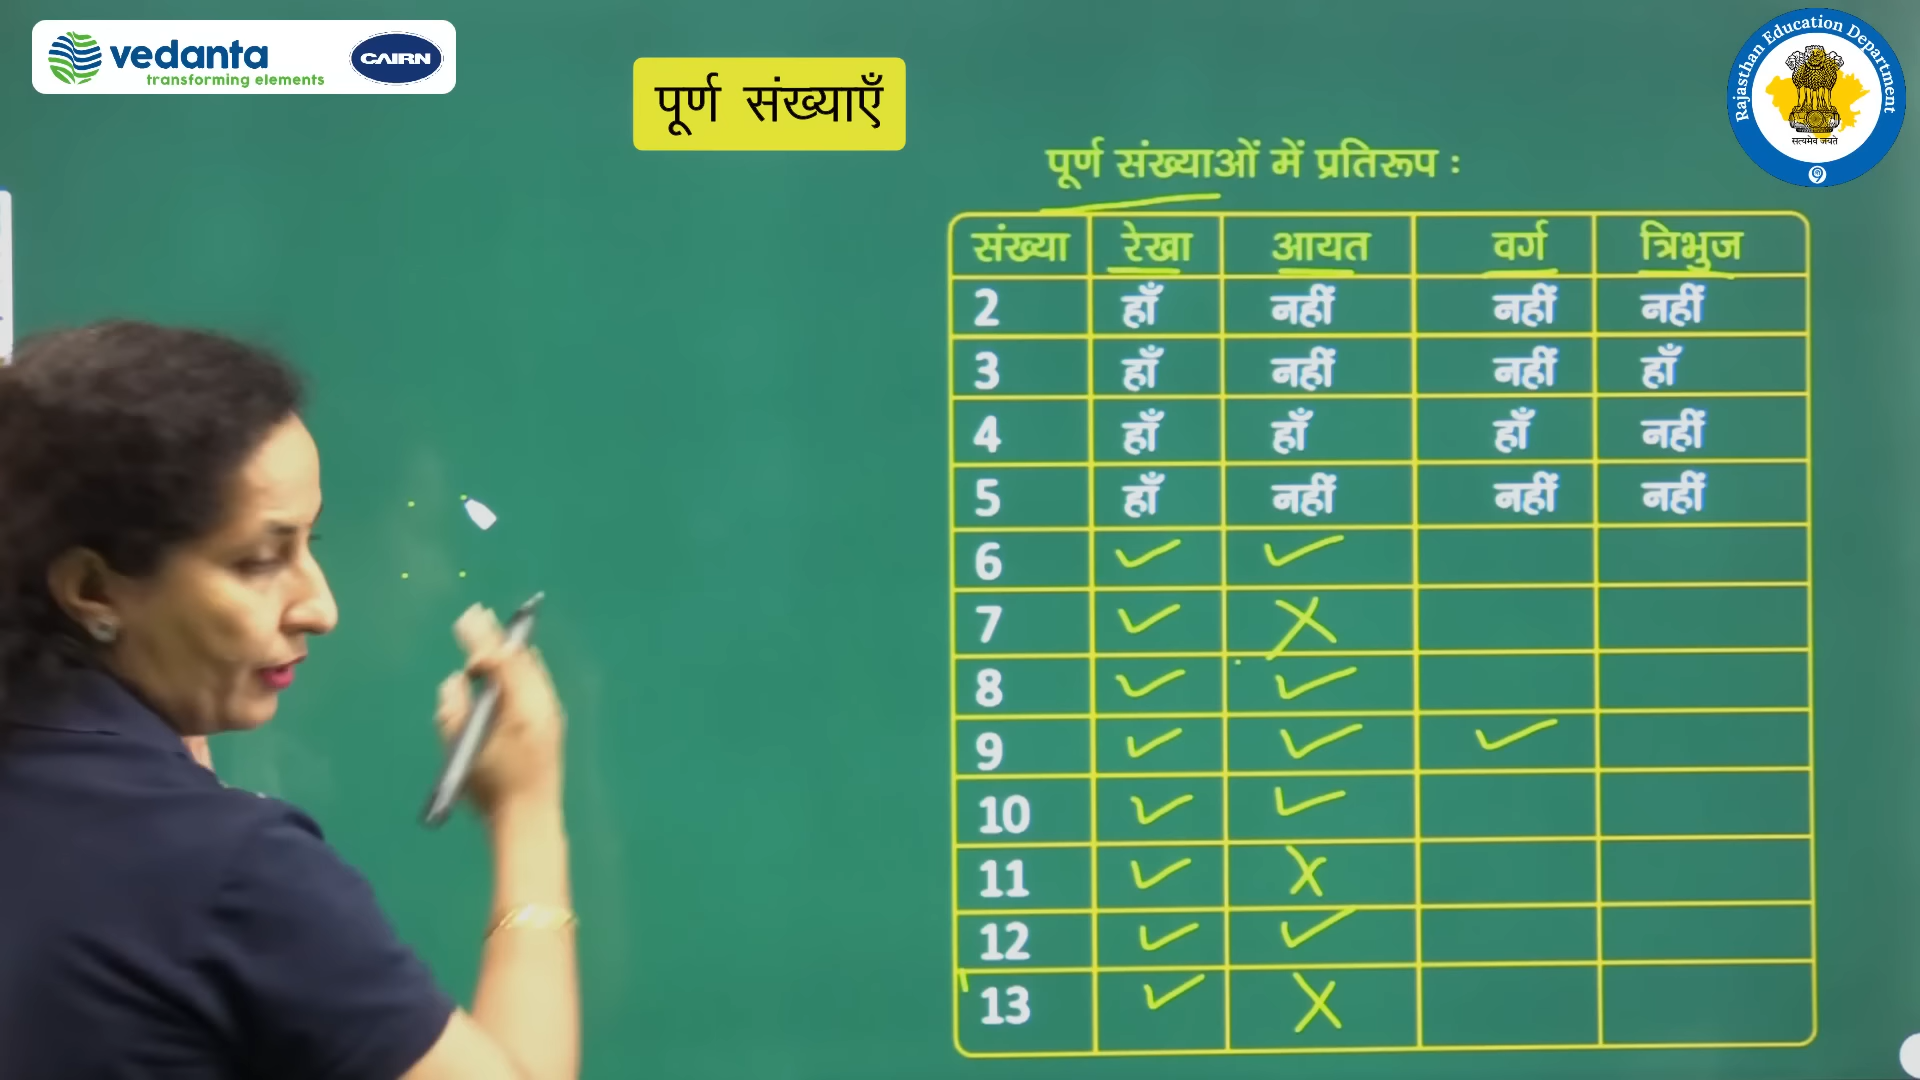 vedanta
transforming elements
CAIRN
पूर्ण संख्याएँ
Rajasthan Education Department
सत्यमेव जयते
पूर्ण संख्याओं में प्रतिरूप :
संख्या रेखा आयत वर्ग त्रिभुज
2 हाँ नहीं नहीं नहीं
3 हाँ नहीं नहीं हाँ
4 हाँ हाँ हाँ नहीं
5 हाँ नहीं नहीं नहीं
6 ✓ ✓
7 ✓ ✗
8 ✓ ✓
9 ✓ ✓ ✓
10 ✓ ✓
11 ✓ ✗
12 ✓ ✓
13 ✓ ✗